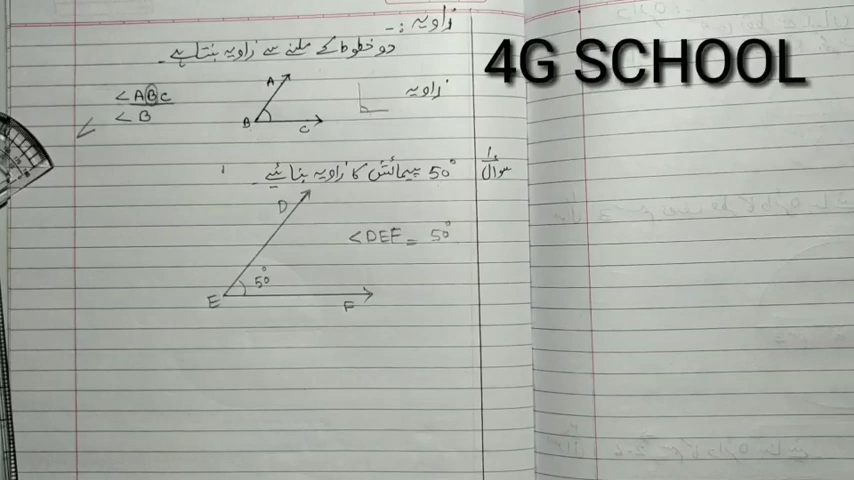 زاویہ :-
دو خطوط کے ملنے سے زاویہ بنتا ہے۔
4G SCHOOL
زاویہ
A
B
C
<ABC
<B
<
سوال 1
50° پیمائش کا زاویہ بنائیے۔
D
E
F
50°
<DEF = 50°